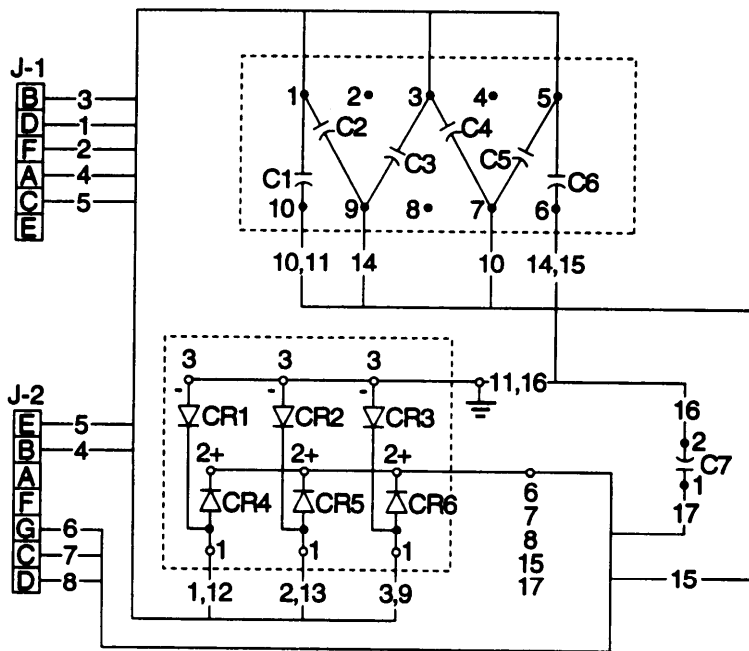 J-1
B 3
D 1
F 2
A 4
C 5
E
1 2 3 4 5
C2 C4
C3 C5
C1 C6
10 9 8 7 6
10,11 14 10 14,15
3 3 3
- - -
11,16
CR1 CR2 CR3
16
2
C7
1
17
J-2
E 5
B 4
A
F
G 6
C 7
D 8
2+ 2+ 2+
CR4 CR5 CR6
1 1 1
1,12 2,13 3,9
6
7
8
15
17
15